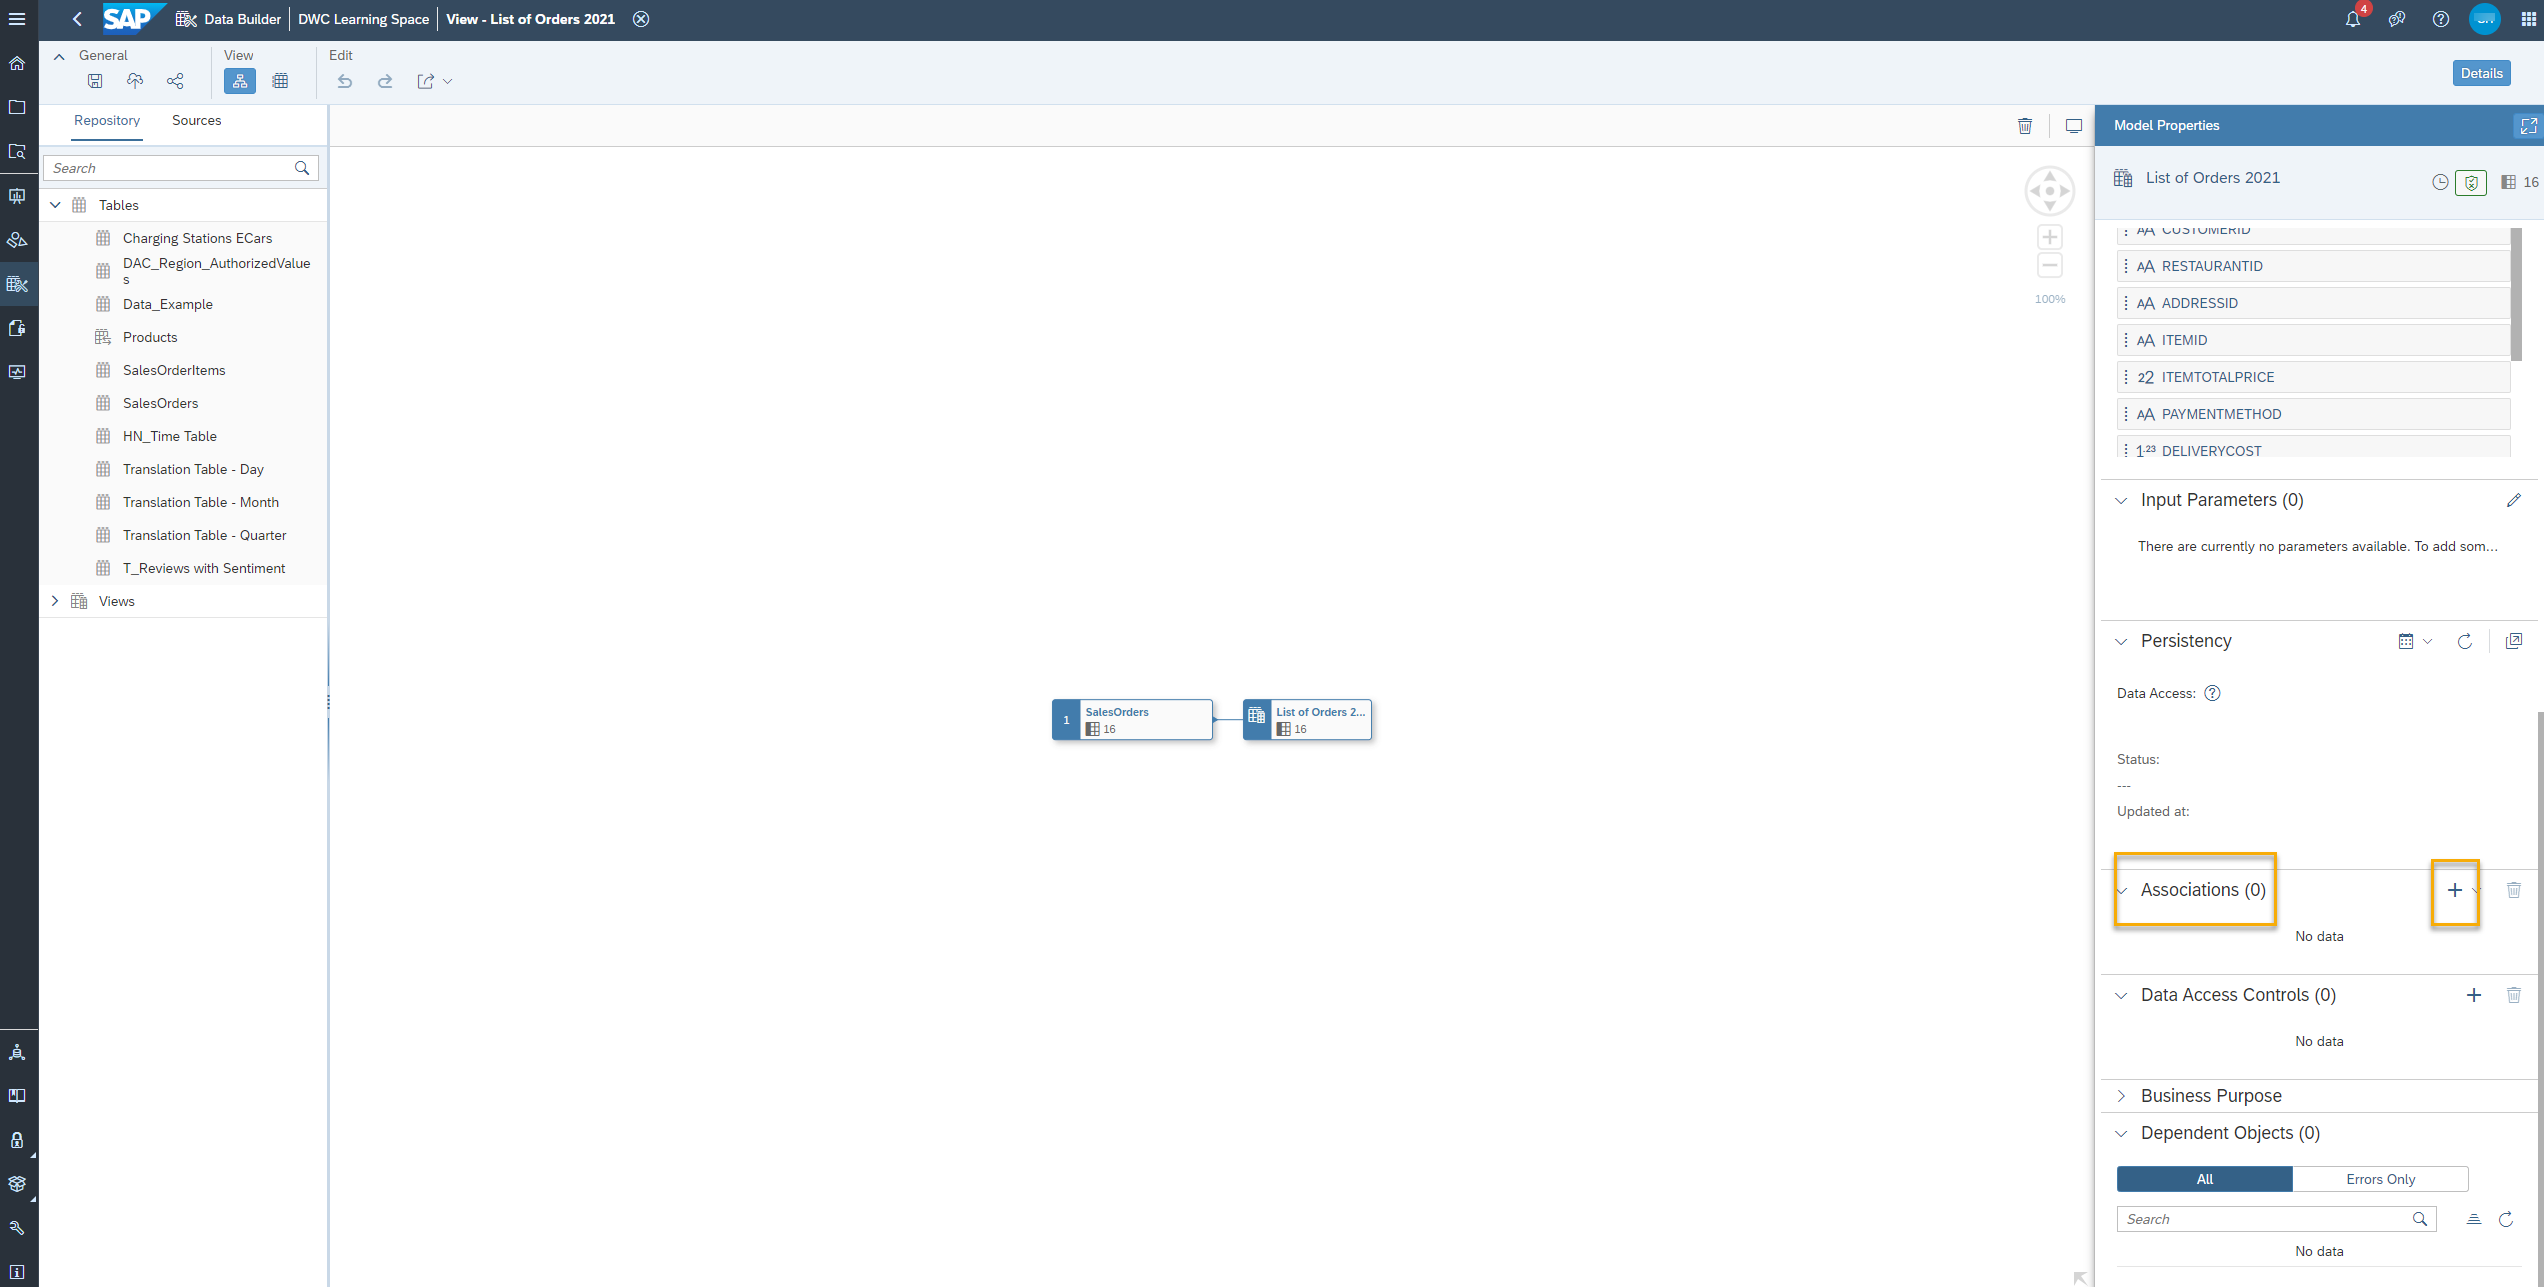 SAP Data Builder DWC Learning Space View - List of Orders 2021
4
General View Edit
Details
Repository Sources
Search
Tables
Charging Stations ECars
DAC_Region_AuthorizedValue
s
Data_Example
Products
SalesOrderItems
SalesOrders
HN_Time Table
Translation Table - Day
Translation Table - Month
Translation Table - Quarter
T_Reviews with Sentiment
Views
100%
1 SalesOrders
16
List of Orders 2...
16
Model Properties
List of Orders 2021
16
CUSTOMERID
RESTAURANTID
ADDRESSID
ITEMID
ITEMTOTALPRICE
PAYMENTMETHOD
DELIVERYCOST
Input Parameters (0)
There are currently no parameters available. To add som...
Persistency
Data Access:
Status:
---
Updated at:
Associations (0)
No data
Data Access Controls (0)
No data
Business Purpose
Dependent Objects (0)
All Errors Only
Search
No data